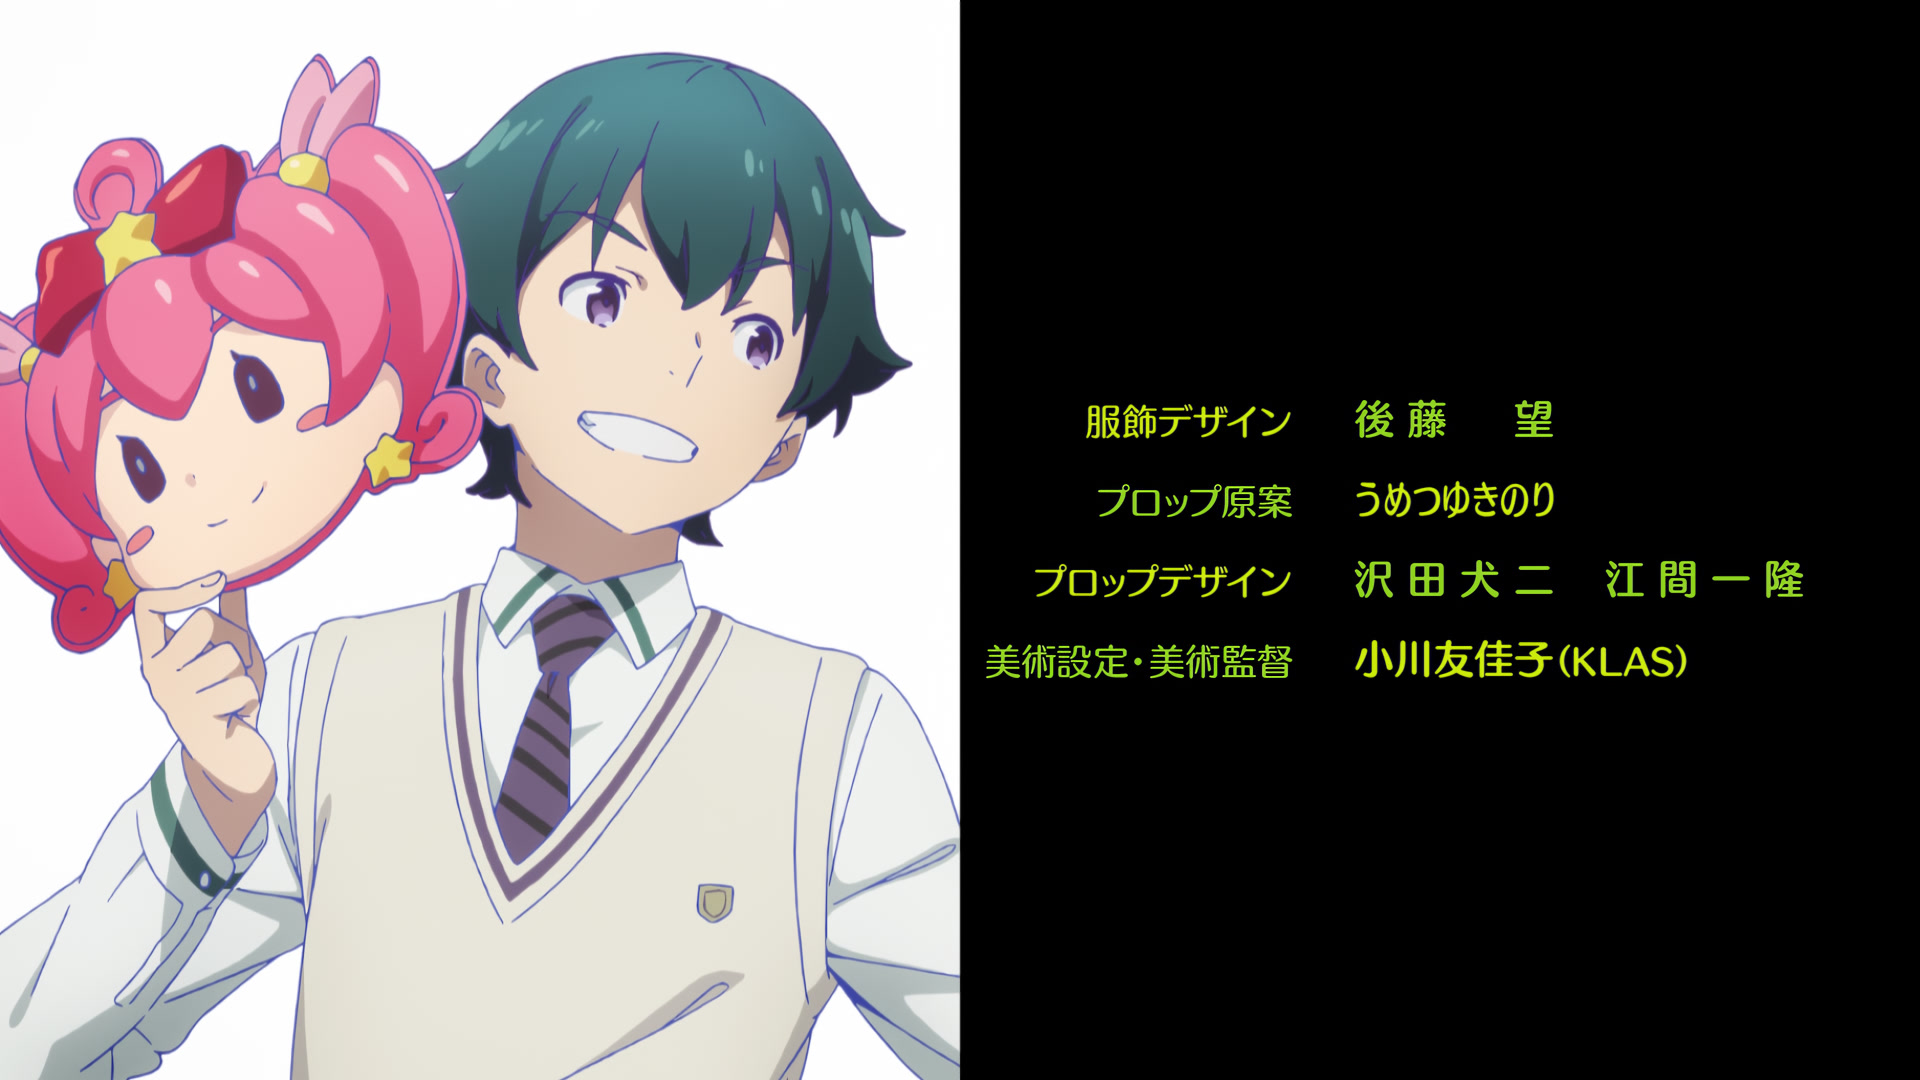 服飾デザイン 後藤 望
プロップ原案 うめつゆきのり
プロップデザイン 沢田犬二 江間一隆
美術設定・美術監督 小川友佳子(KLAS)